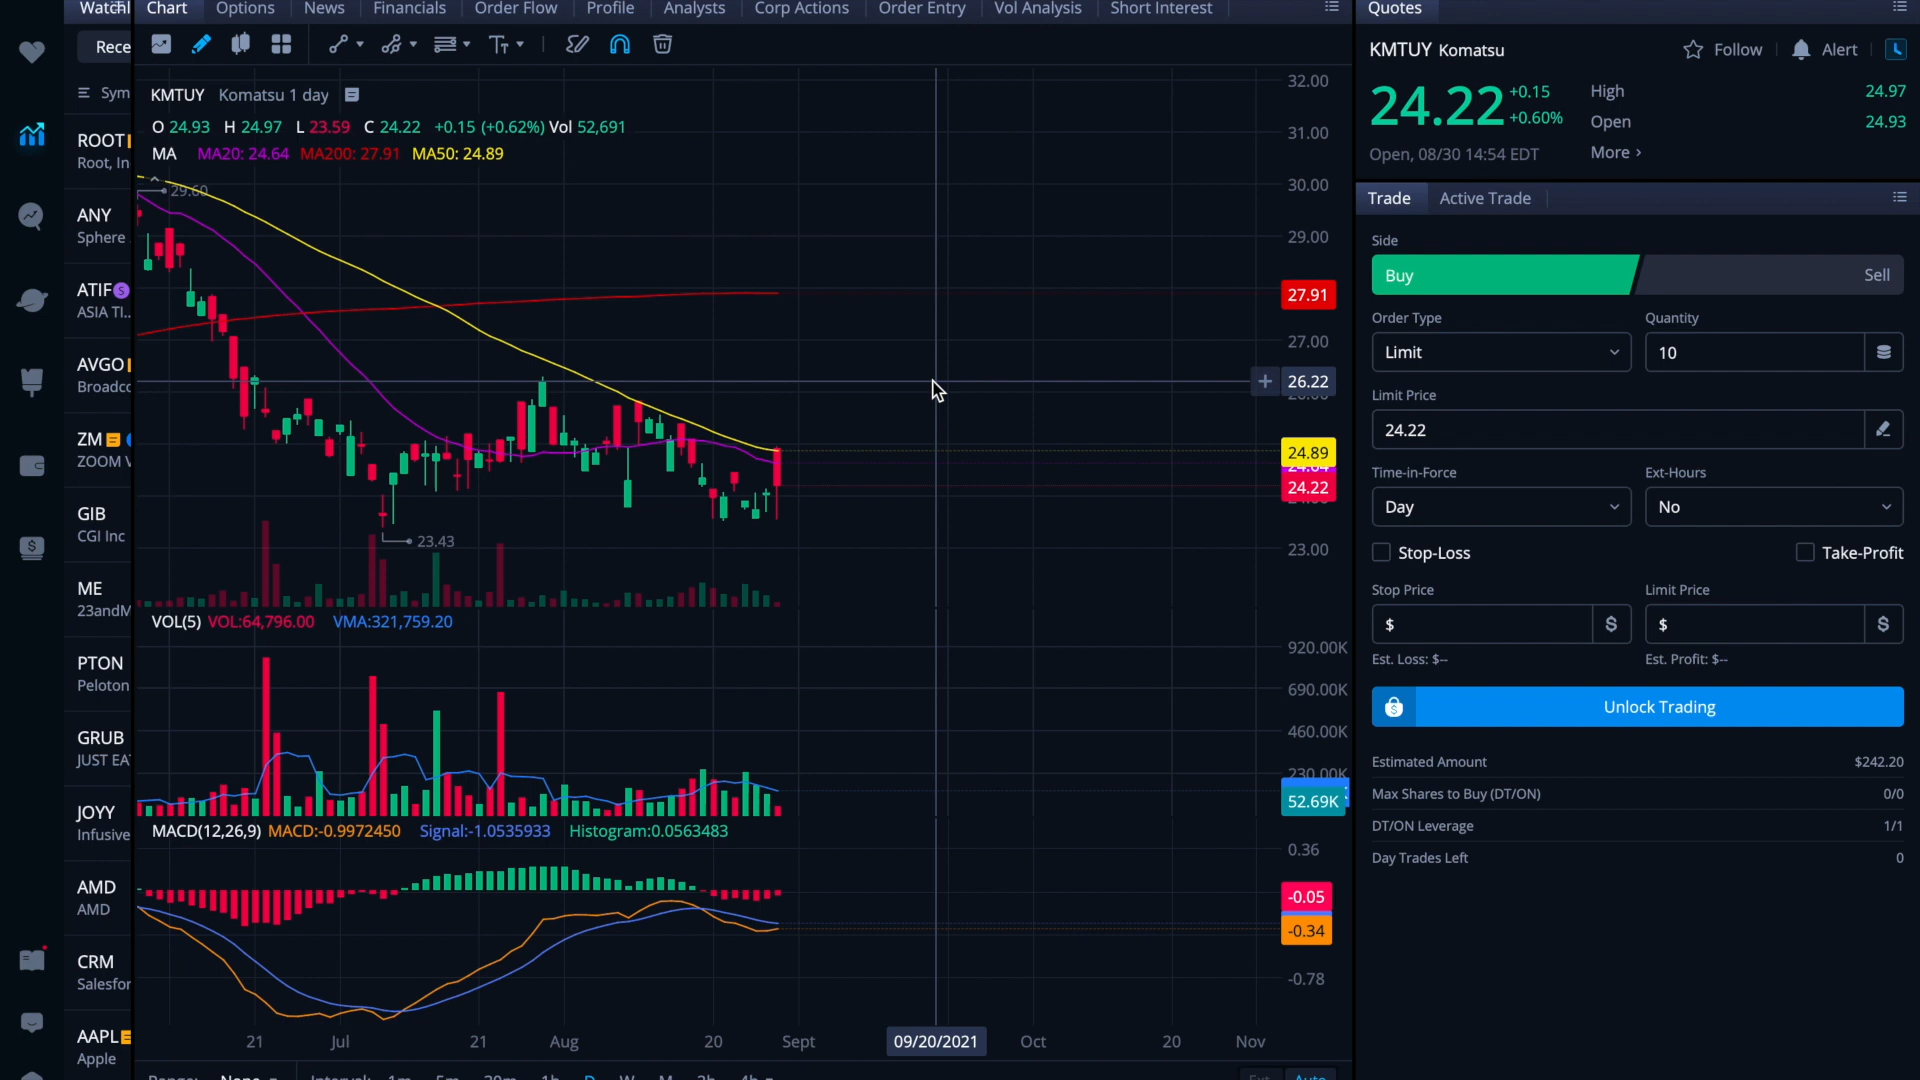 Watchl
Rece
Sym
ROOT
Root, In
ANY
Sphere
ATIF S
ASIA TI...
AVGO
Broadco
ZM
ZOOM V
GIB
CGI Inc
ME
23andM
PTON
Peloton
GRUB
JUST EA
JOYY
Infusive
AMD
AMD
CRM
Salesfor
AAPL
Apple
Chart Options News Financials Order Flow Profile Analysts Corp Actions Order Entry Vol Analysis Short Interest
KMTUY Komatsu 1 day
O 24.93 H 24.97 L 23.59 C 24.22 +0.15 (+0.62%) Vol 52,691
MA MA20: 24.64 MA200: 27.91 MA50: 24.89
29.60
23.43
32.00
31.00
30.00
29.00
27.91
27.00
26.22
24.89
24.22
23.00
VOL(5) VOL:64,796.00 VMA:321,759.20
920.00K
690.00K
460.00K
230.00K
52.69K
MACD(12,26,9) MACD:-0.9972450 Signal:-1.0535933 Histogram:0.0563483
0.36
-0.05
-0.34
-0.78
21 Jul 21 Aug 20 Sept 09/20/2021 Oct 20 Nov
Quotes
KMTUY Komatsu
Follow Alert
24.22 +0.15 +0.60%
High 24.97
Open 24.93
Open, 08/30 14:54 EDT
More ›
Trade Active Trade
Side
Buy Sell
Order Type Quantity
Limit 10
Limit Price
24.22
Time-in-Force Ext-Hours
Day No
Stop-Loss Take-Profit
Stop Price Limit Price
$ $ $ $
Est. Loss: $-- Est. Profit: $--
Unlock Trading
Estimated Amount $242.20
Max Shares to Buy (DT/ON) 0/0
DT/ON Leverage 1/1
Day Trades Left 0